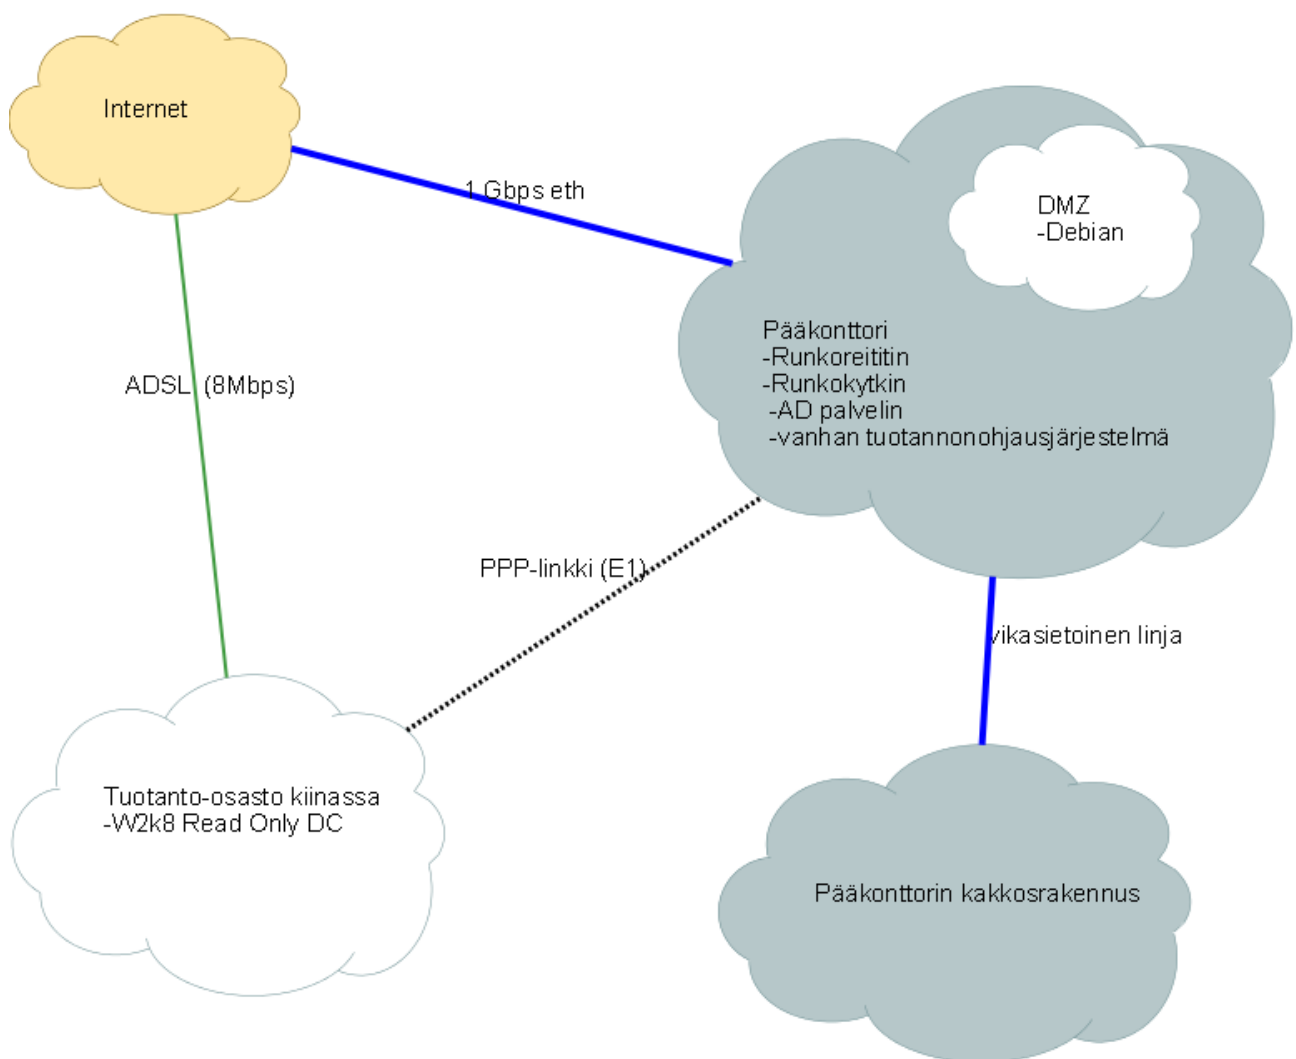 Internet
1 Gbps eth
DMZ
-Debian
Pääkonttori
-Runkoreititin
-Runkokytkin
-AD palvelin
-vanhan tuotannonohjausjärjestelmä
ADSL (8Mbps)
PPP-linkki (E1)
vikasietoinen linja
Tuotanto-osasto kiinassa
-W2k8 Read Only DC
Pääkonttorin kakkosrakennus